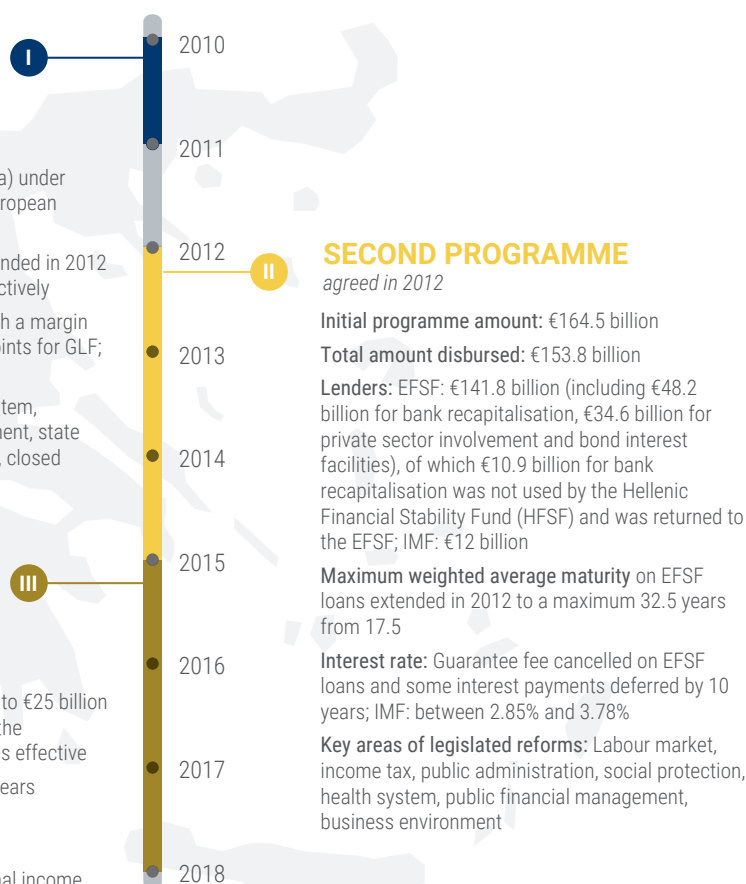 I
2010
2011
a) under
ropean
nded in 2012
ctively
h a margin
oints for GLF;
tem,
ment, state
, closed
2012
II
SECOND PROGRAMME
agreed in 2012
Initial programme amount: €164.5 billion
Total amount disbursed: €153.8 billion
Lenders: EFSF: €141.8 billion (including €48.2
billion for bank recapitalisation, €34.6 billion for
private sector involvement and bond interest
facilities), of which €10.9 billion for bank
recapitalisation was not used by the Hellenic
Financial Stability Fund (HFSF) and was returned to
the EFSF; IMF: €12 billion
Maximum weighted average maturity on EFSF
loans extended in 2012 to a maximum 32.5 years
from 17.5
Interest rate: Guarantee fee cancelled on EFSF
loans and some interest payments deferred by 10
years; IMF: between 2.85% and 3.78%
Key areas of legislated reforms: Labour market,
income tax, public administration, social protection,
health system, public financial management,
business environment
2013
2014
2015
III
2016
to €25 billion
the
s effective
ears
2017
2018
nal income